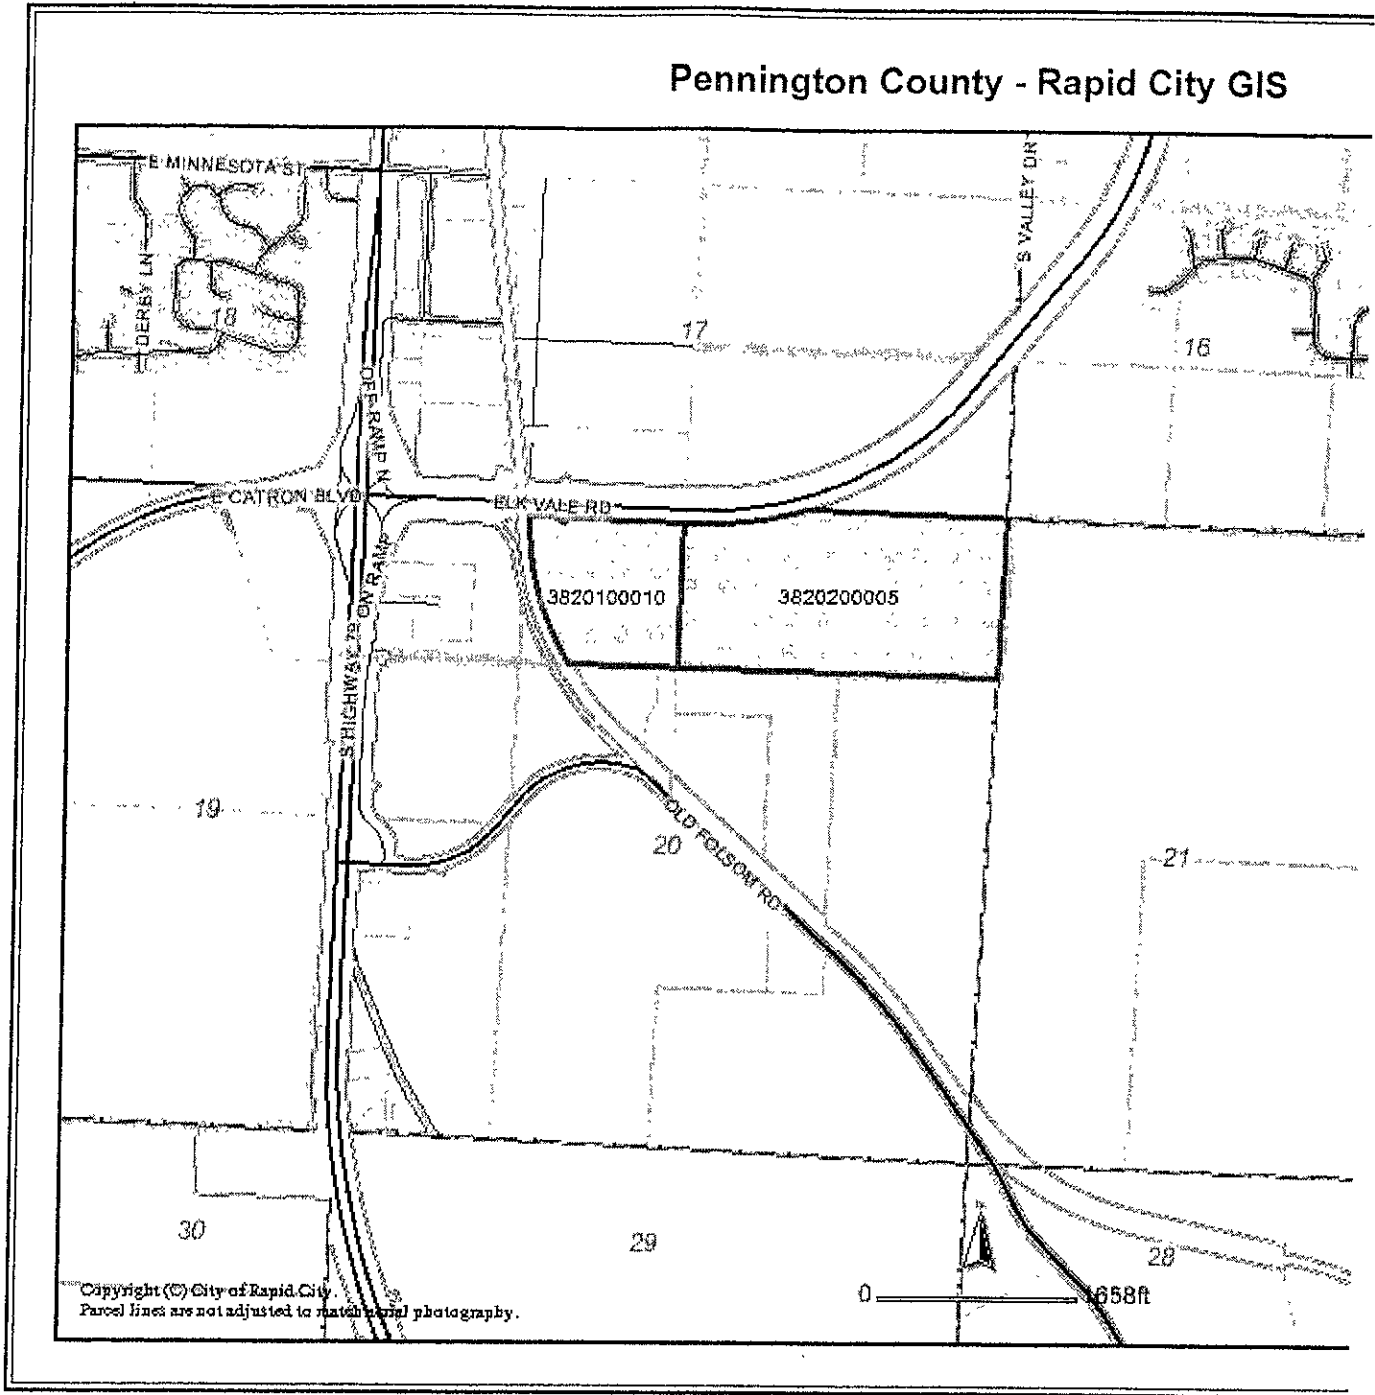 Pennington County - Rapid City GIS
E MINNESOTA ST
S VALLEY DR
DERBY LN
18
17
16
OFF RAMP N
E CATRON BLVD
ELK VALE RD
ON RAMP
3820100010
3820200005
S HIGHWAY 79
19
20
OLD FOLSOM RD
21
30
29
28
Copyright (C) City of Rapid City.
Parcel lines are not adjusted to match aerial photography.
0 1658ft